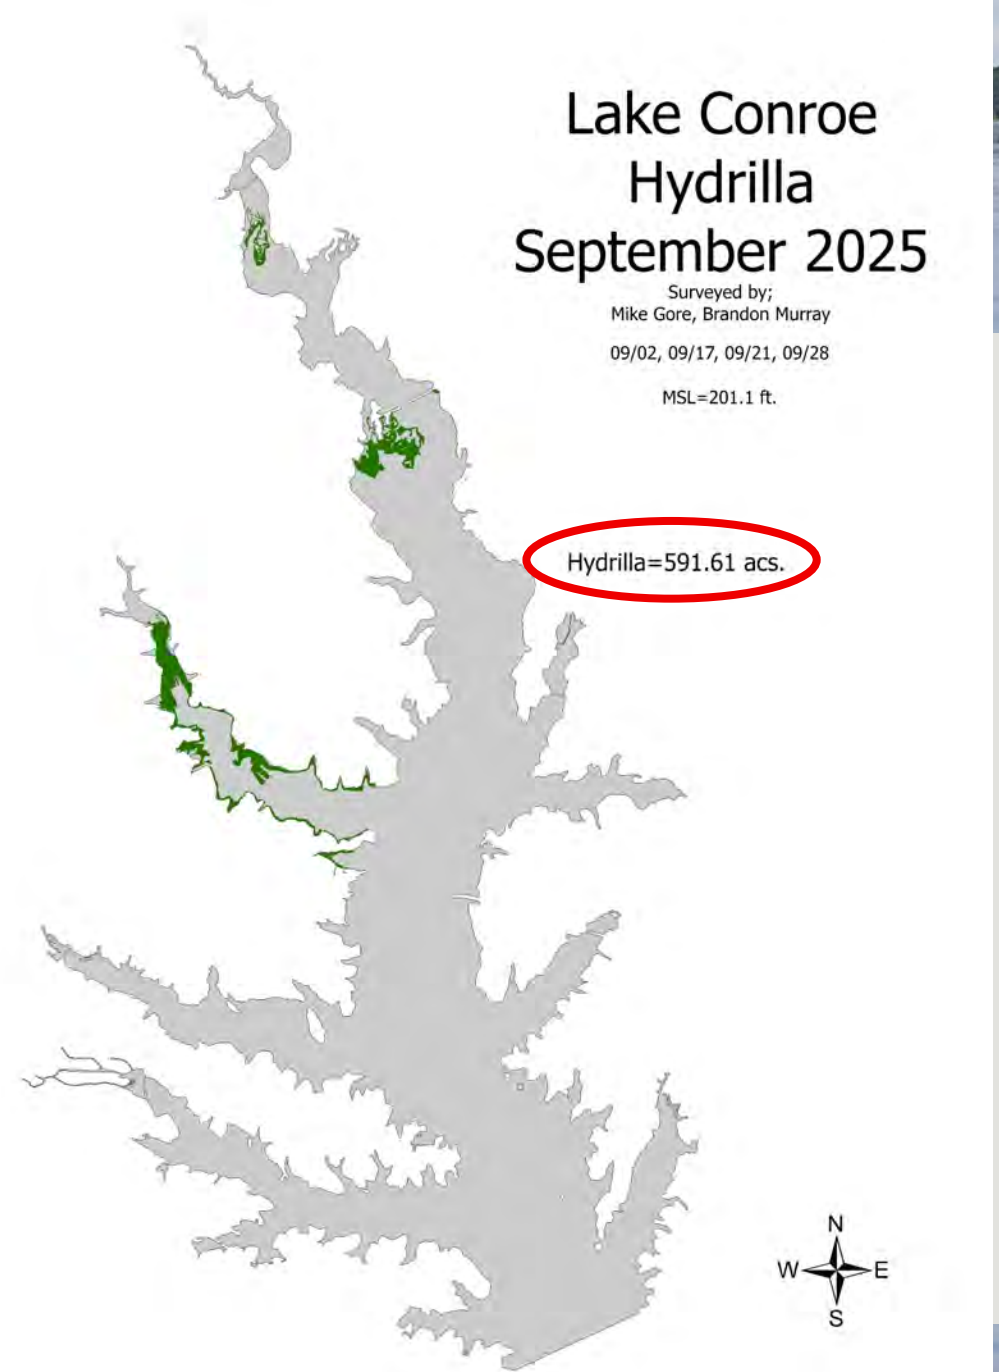 Lake Conroe
Hydrilla
September 2025
Surveyed by;
Mike Gore, Brandon Murray
09/02, 09/17, 09/21, 09/28
MSL=201.1 ft.
Hydrilla=591.61 acs.
N
W E
S